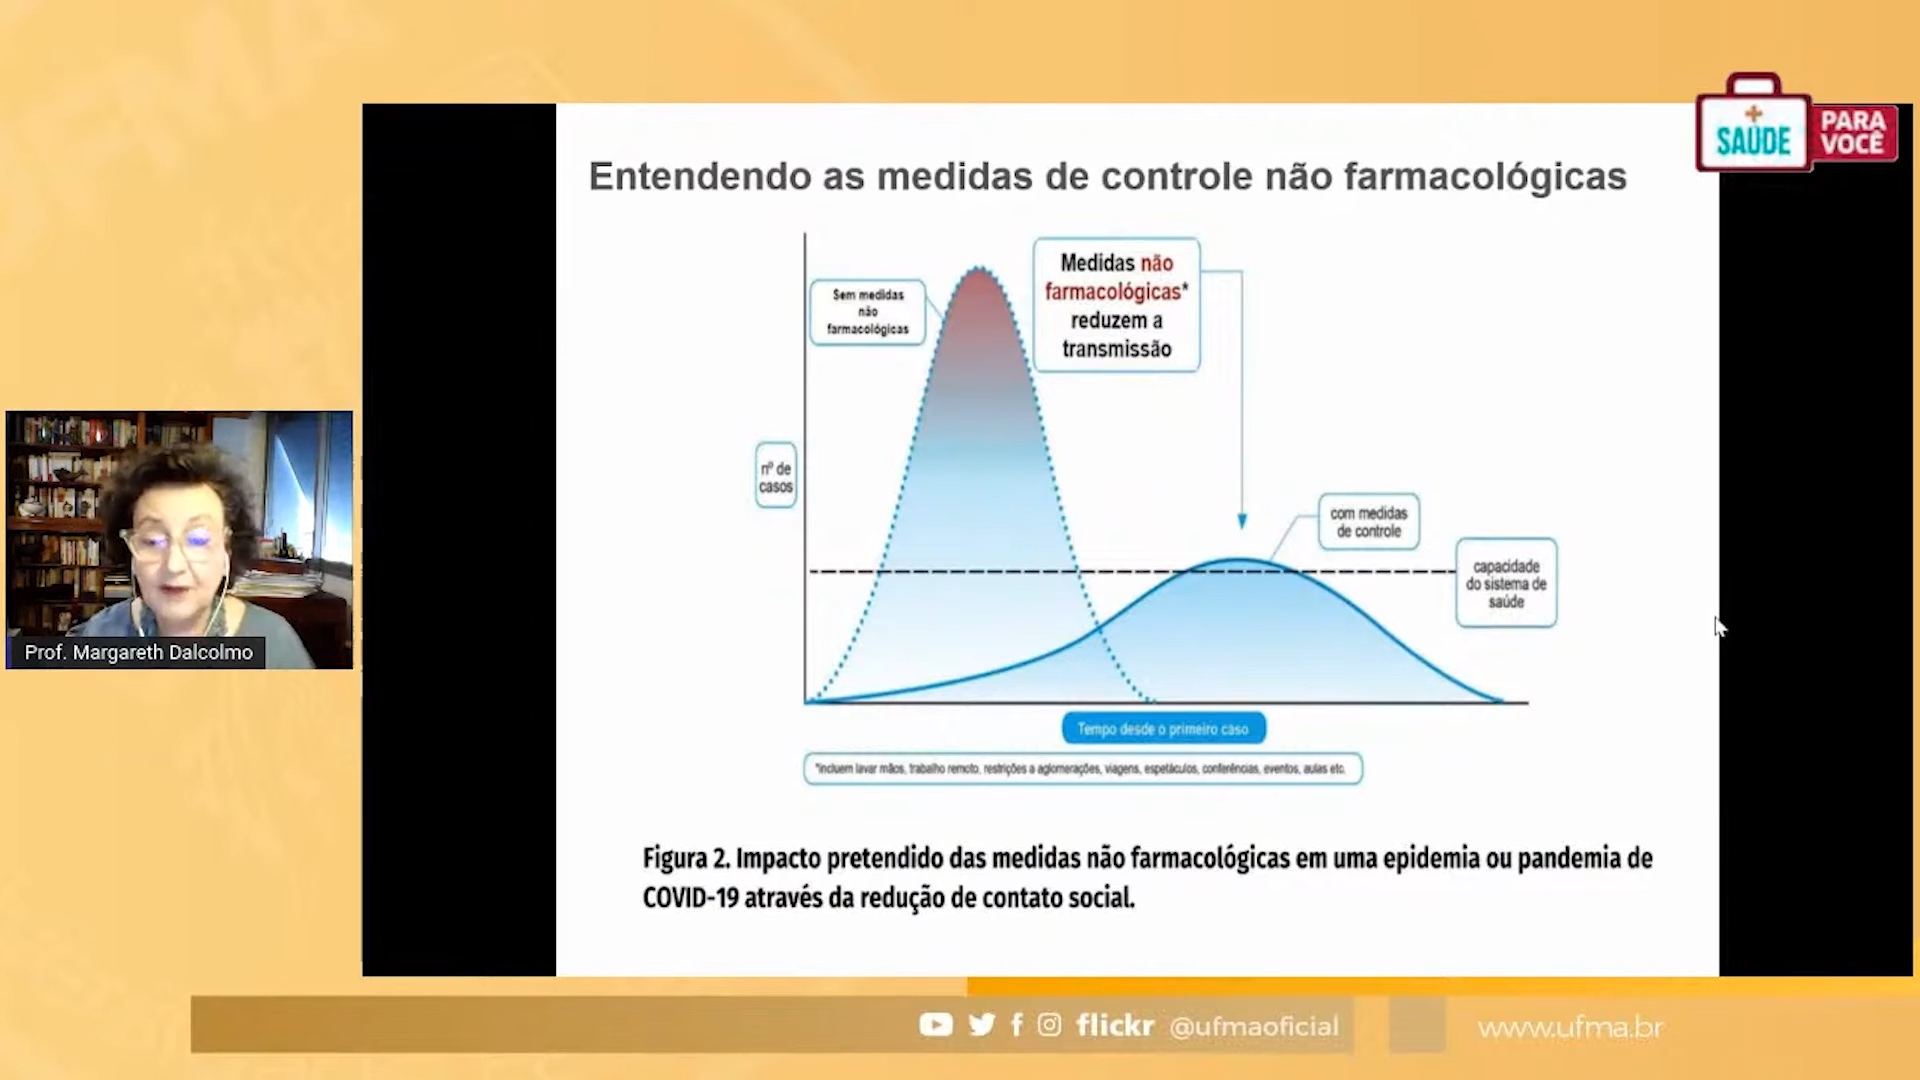 +
SAÚDE
PARA
VOCÊ
Entendendo as medidas de controle não farmacológicas
Sem medidas
não
farmacológicas
Medidas não
farmacológicas*
reduzem a
transmissão
nº de
casos
com medidas
de controle
capacidade
do sistema de
saúde
Tempo desde o primeiro caso
*incluem lavar mãos, trabalho remoto, restrições a aglomerações, viagens, espetáculos, conferências, eventos, aulas etc.
Figura 2. Impacto pretendido das medidas não farmacológicas em uma epidemia ou pandemia de
COVID-19 através da redução de contato social.
Prof. Margareth Dalcolmo
flickr @ufmaoficial
www.ufma.br